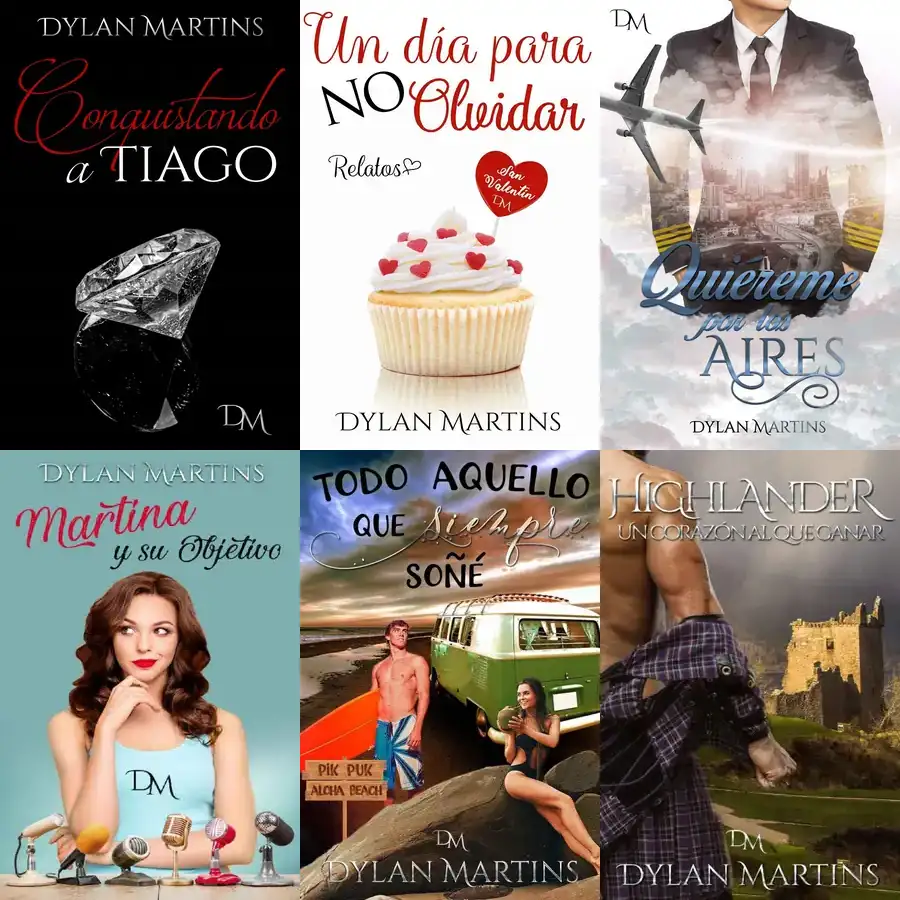 DYLAN MARTINS
Conquistando
a TIAGO
DM
Un día para
NO Olvidar
Relatos
San
Valentín
DM
DYLAN MARTINS
DM
Quiéreme
por los
AIRES
DYLAN MARTINS
DYLAN MARTINS
Martina
y su Objetivo
DM
TODO AQUELLO
QUE siempre
SOÑÉ
PIK PUK
ALOHA BEACH
DM
DYLAN MARTINS
HIGHLANDER
UN CORAZÓN AL QUE GANAR
DM
DYLAN MARTINS